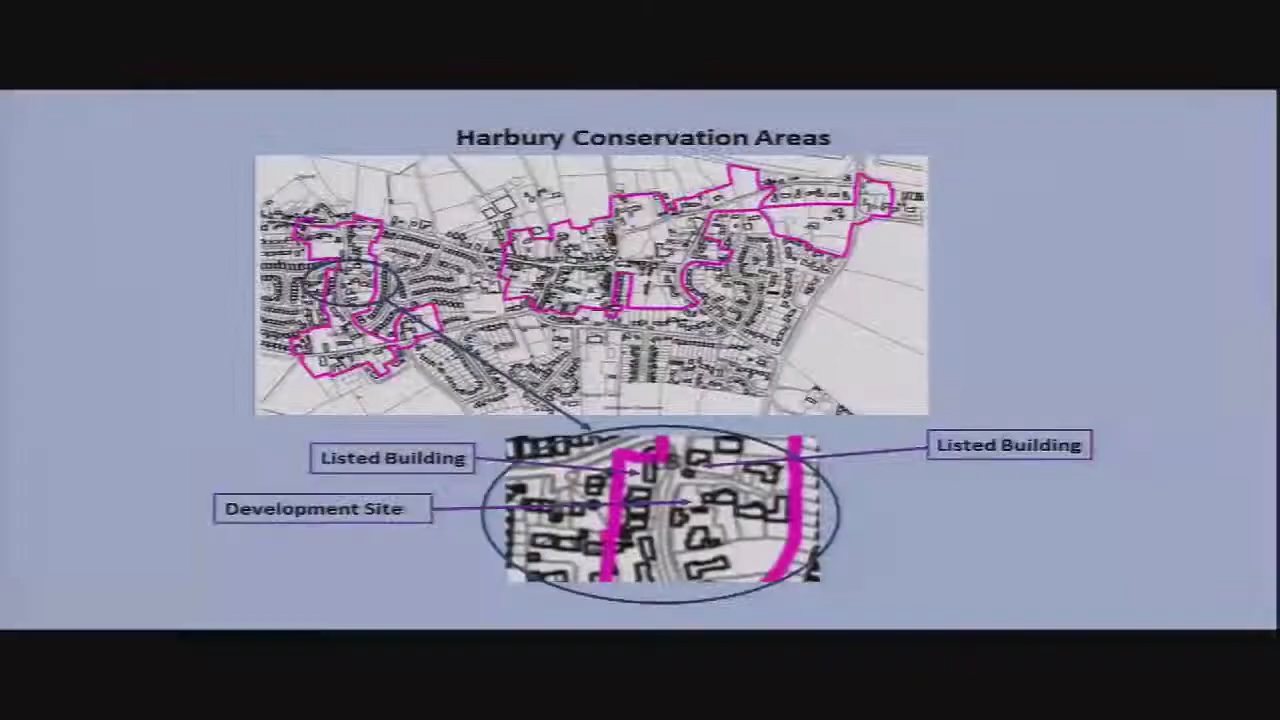 Harbury Conservation Areas
Listed Building
Listed Building
Development Site